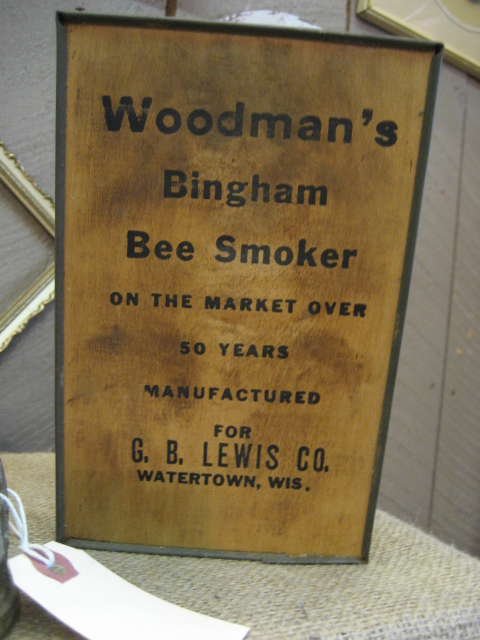 Woodman's
Bingham
Bee Smoker
ON THE MARKET OVER
50 YEARS
MANUFACTURED
FOR
G. B. LEWIS CO.
WATERTOWN, WIS.